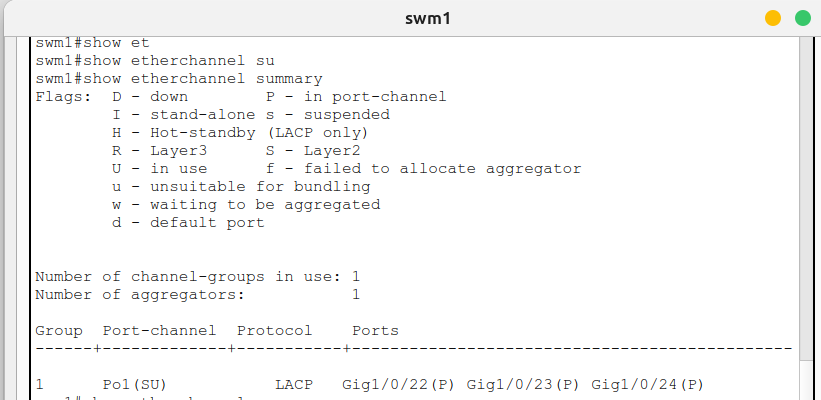 swm1
swm1#show et
swm1#show etherchannel su
swm1#show etherchannel summary
Flags:  D - down        P - in port-channel
        I - stand-alone s - suspended
        H - Hot-standby (LACP only)
        R - Layer3      S - Layer2
        U - in use      f - failed to allocate aggregator
        u - unsuitable for bundling
        w - waiting to be aggregated
        d - default port
Number of channel-groups in use: 1
Number of aggregators:           1
Group  Port-channel  Protocol    Ports
------+-------------+-----------+----------------------------------------------
1      Po1(SU)           LACP   Gig1/0/22(P) Gig1/0/23(P) Gig1/0/24(P)